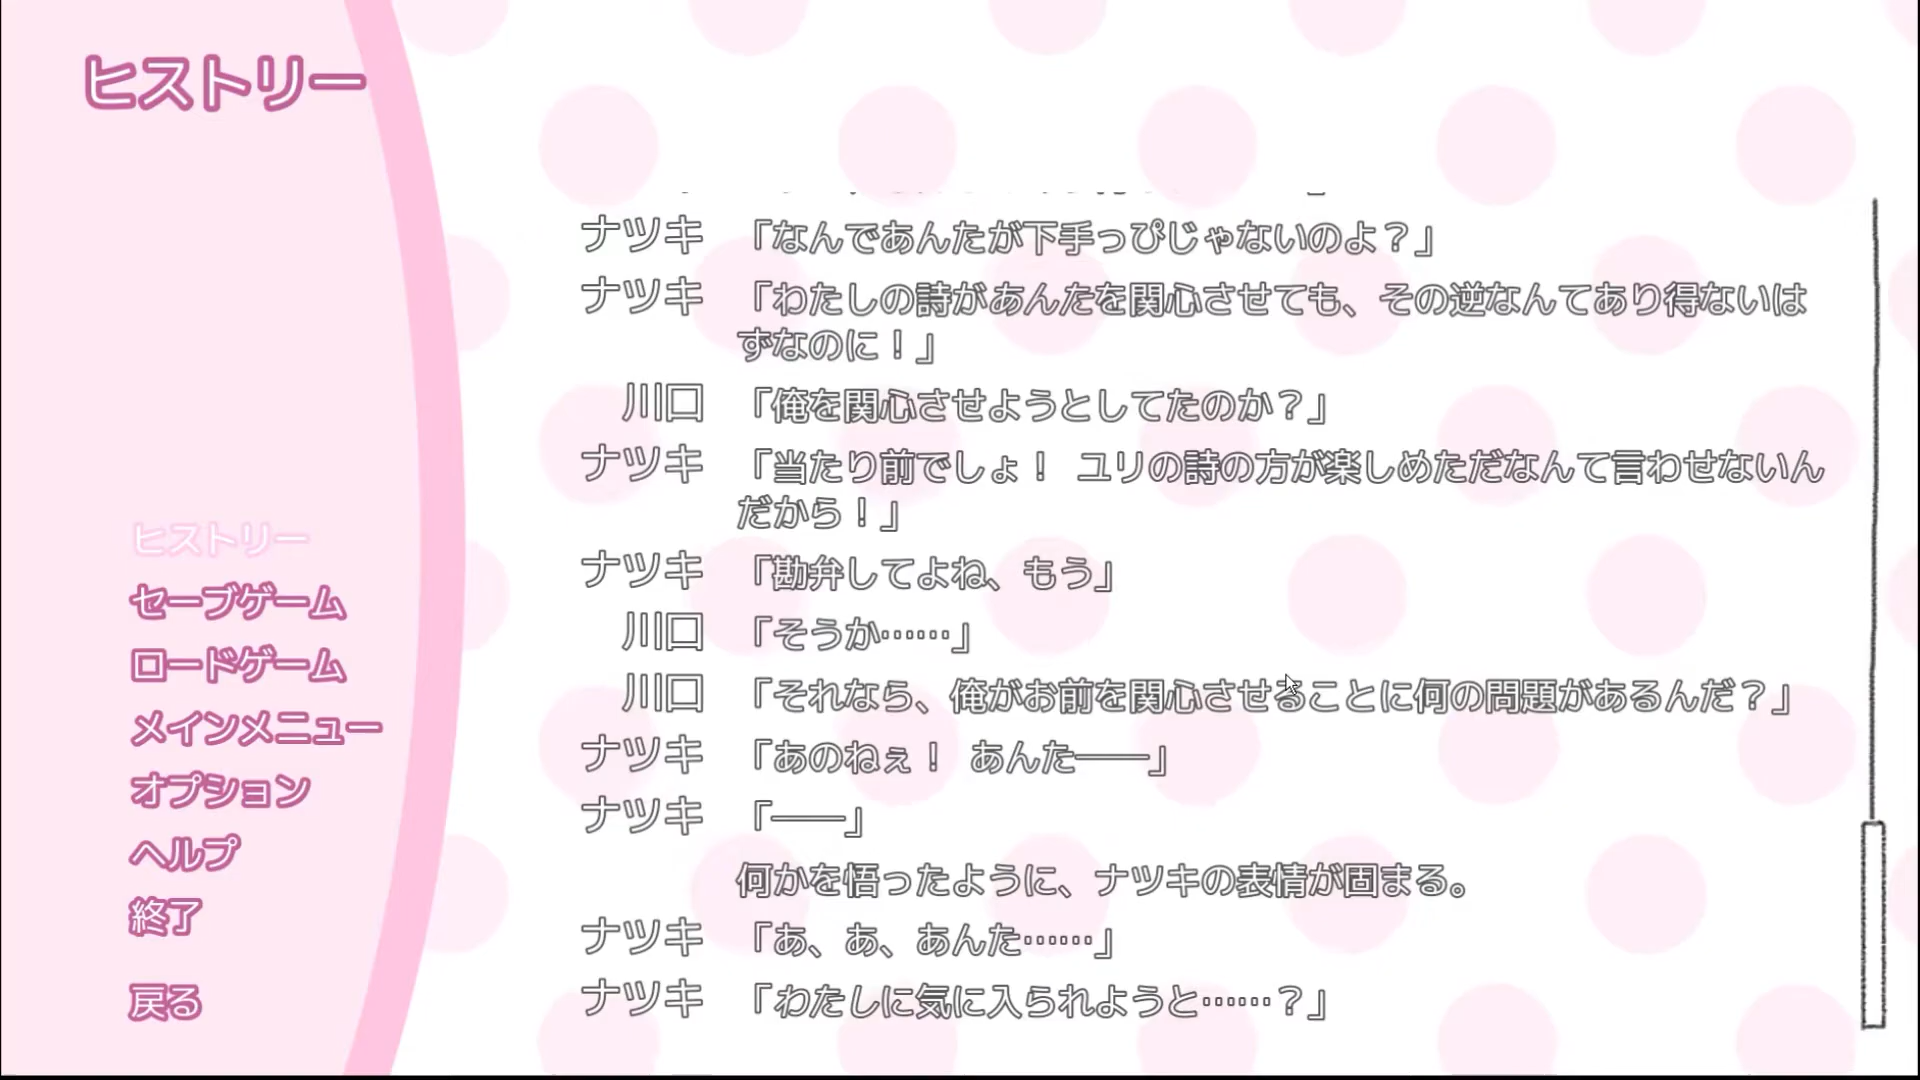 ヒストリー
ナツキ 「なんであんたが下手っぴじゃないのよ？」
ナツキ 「わたしの詩があんたを関心させても、その逆なんてあり得ないは
ずなのに！」
川口 「俺を関心させようとしてたのか？」
ナツキ 「当たり前でしょ！ ユリの詩の方が楽しめただなんて言わせないん
だから！」
ナツキ 「勘弁してよね、もう」
川口 「そうか……」
川口 「それなら、俺がお前を関心させることに何の問題があるんだ？」
ナツキ 「あのねぇ！ あんた――」
ナツキ 「――」
何かを悟ったように、ナツキの表情が固まる。
ナツキ 「あ、あ、あんた……」
ナツキ 「わたしに気に入られようと……？」
ヒストリー
セーブゲーム
ロードゲーム
メインメニュー
オプション
ヘルプ
終了
戻る